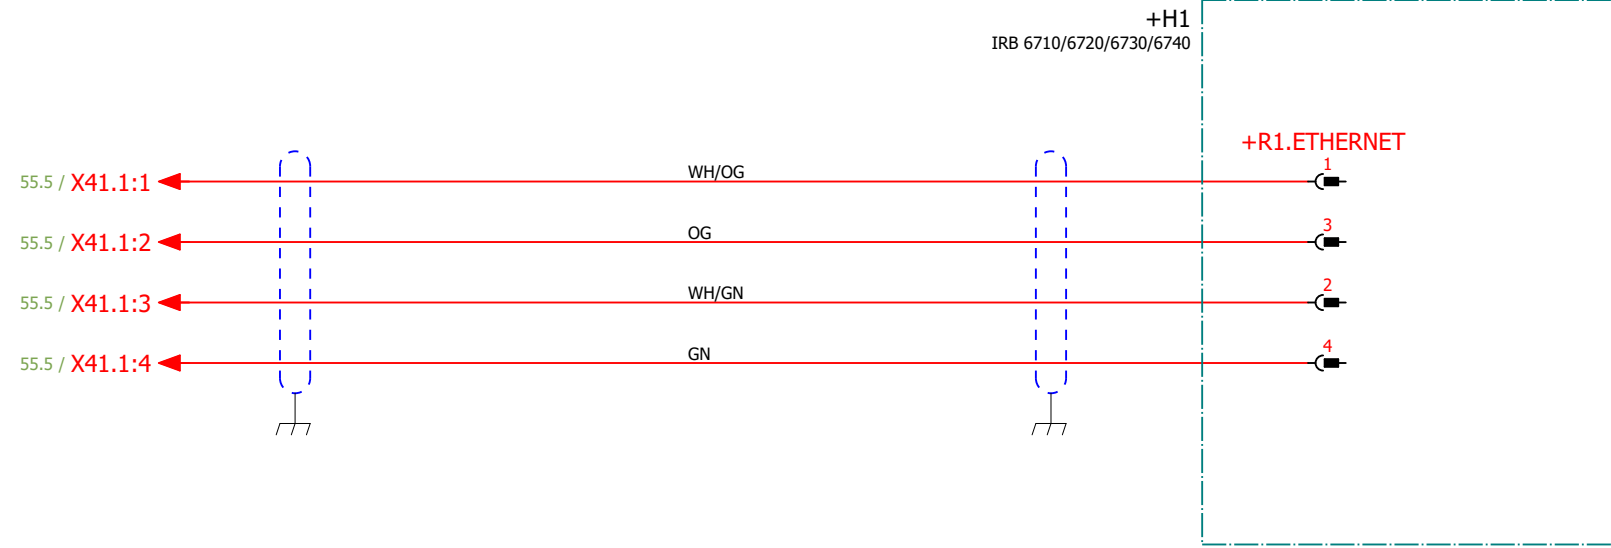 +H1
IRB 6710/6720/6730/6740
+R1.ETHERNET
55.5 / X41.1:1 WH/OG 1
55.5 / X41.1:2 OG 3
55.5 / X41.1:3 WH/GN 2
55.5 / X41.1:4 GN 4